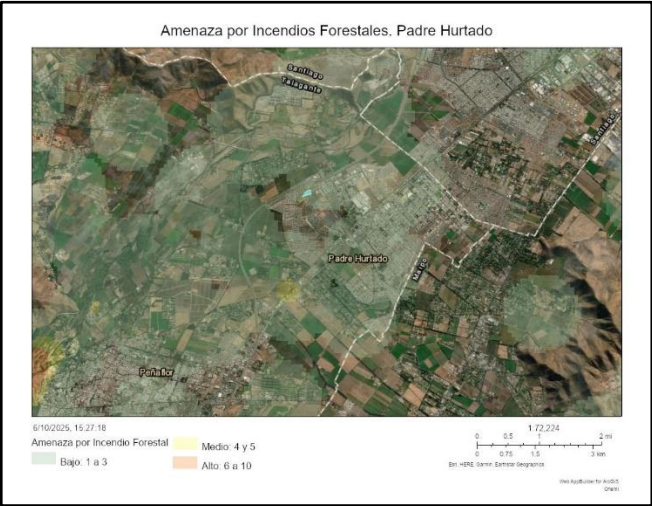 Amenaza por Incendios Forestales. Padre Hurtado
Santiago
Talagante
Santiago
Padre Hurtado
Maipo
Peñaflor
6/10/2025, 15:27:18
Amenaza por Incendio Forestal
Bajo: 1 a 3
Medio: 4 y 5
Alto: 6 a 10
1:72,224
0 0.5 1 2 mi
0 0.75 1.5 3 km
Esri, HERE, Garmin, Earthstar Geographics
Web AppBuilder for ArcGIS
Onemi